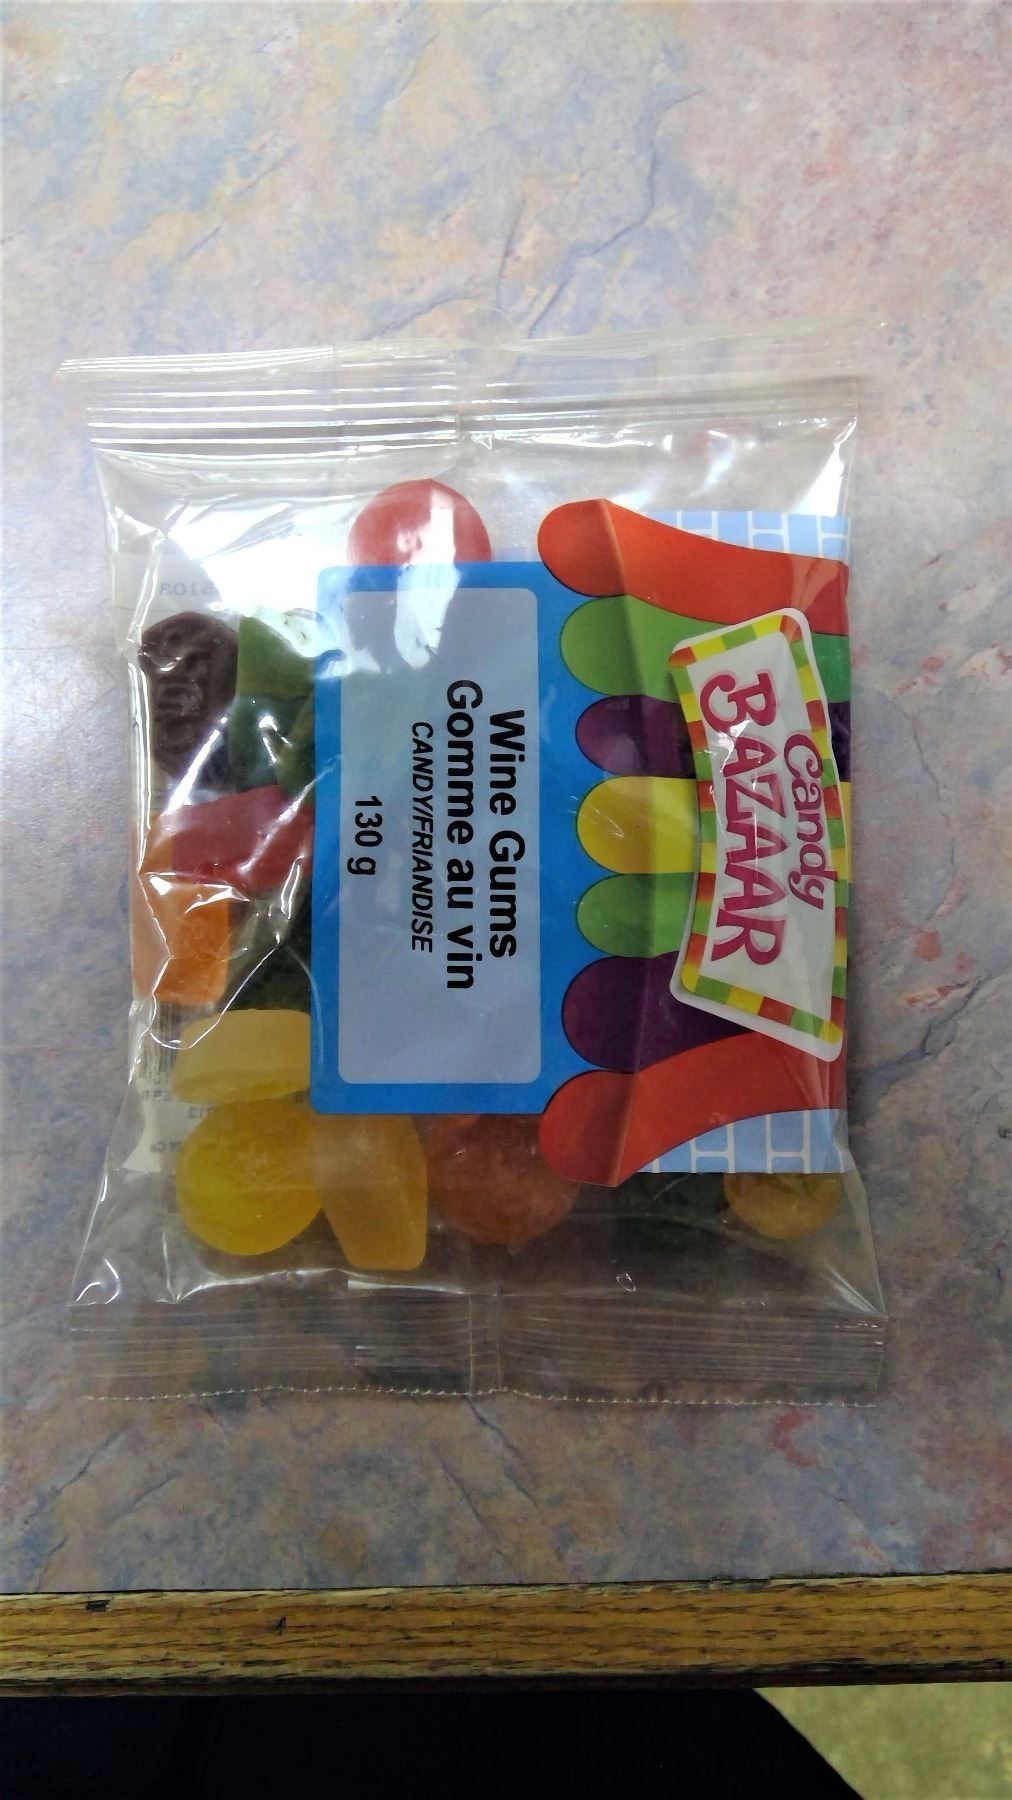 Candy
BAZAAR
Wine Gums
Gomme au vin
CANDY/FRIANDISE
130 g